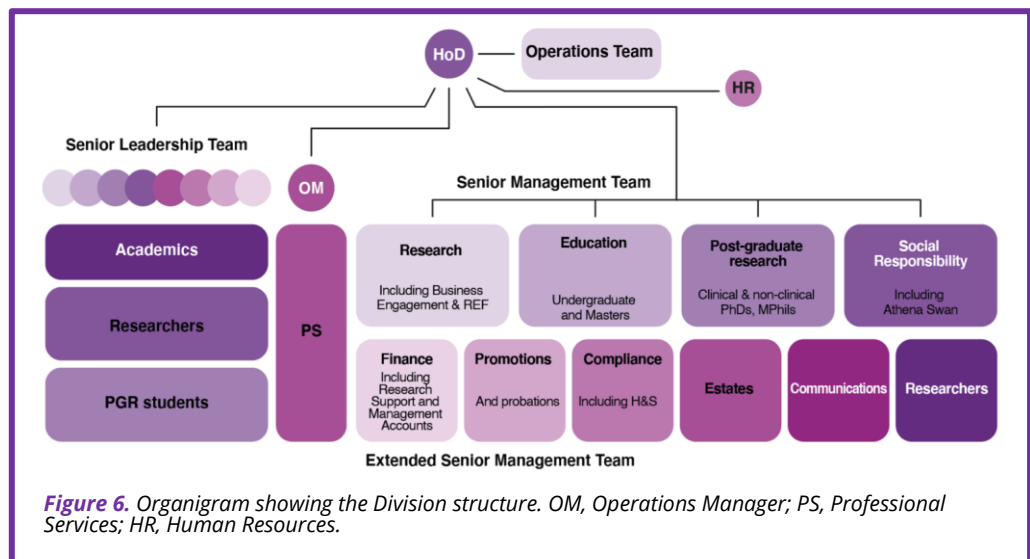 HoD
Operations Team
HR
Senior Leadership Team
OM
Senior Management Team
Academics
Researchers
PGR students
PS
Research
Including Business
Engagement & REF
Education
Undergraduate
and Masters
Post-graduate
research
Clinical & non-clinical
PhDs, MPhils
Social
Responsibility
Including
Athena Swan
Finance
Including
Research
Support and
Management
Accounts
Promotions
And probations
Compliance
Including H&S
Estates
Communications
Researchers
Extended Senior Management Team
Figure 6. Organigram showing the Division structure. OM, Operations Manager; PS, Professional
Services; HR, Human Resources.